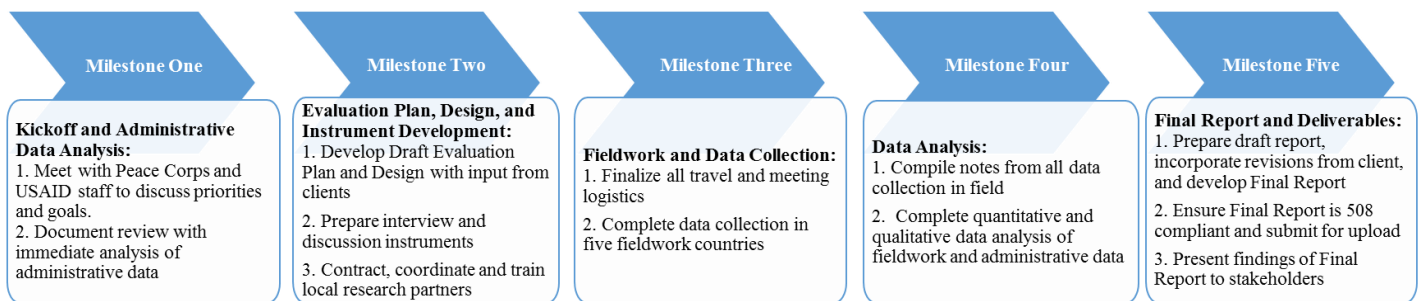 Milestone One
Kickoff and Administrative
Data Analysis:
1. Meet with Peace Corps and
USAID staff to discuss priorities
and goals.
2. Document review with
immediate analysis of
administrative data
Milestone Two
Evaluation Plan, Design, and
Instrument Development:
1. Develop Draft Evaluation
Plan and Design with input from
clients
2. Prepare interview and
discussion instruments
3. Contract, coordinate and train
local research partners
Milestone Three
Fieldwork and Data Collection:
1. Finalize all travel and meeting
logistics
2. Complete data collection in
five fieldwork countries
Milestone Four
Data Analysis:
1. Compile notes from all data
collection in field
2. Complete quantitative and
qualitative data analysis of
fieldwork and administrative data
Milestone Five
Final Report and Deliverables:
1. Prepare draft report,
incorporate revisions from client,
and develop Final Report
2. Ensure Final Report is 508
compliant and submit for upload
3. Present findings of Final
Report to stakeholders